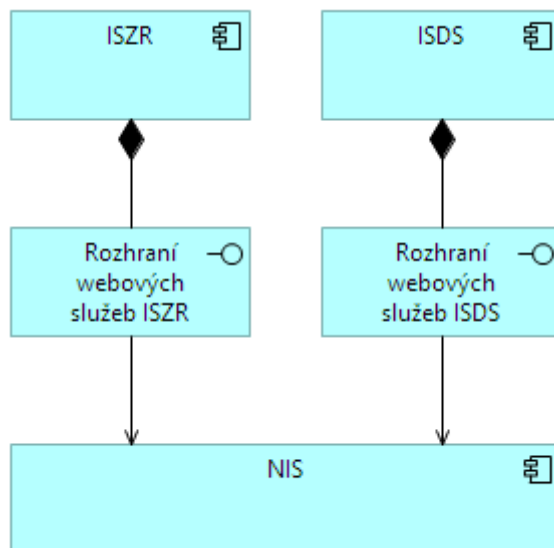 ISZR
ISDS
Rozhraní
webových
služeb ISZR
Rozhraní
webových
služeb ISDS
NIS